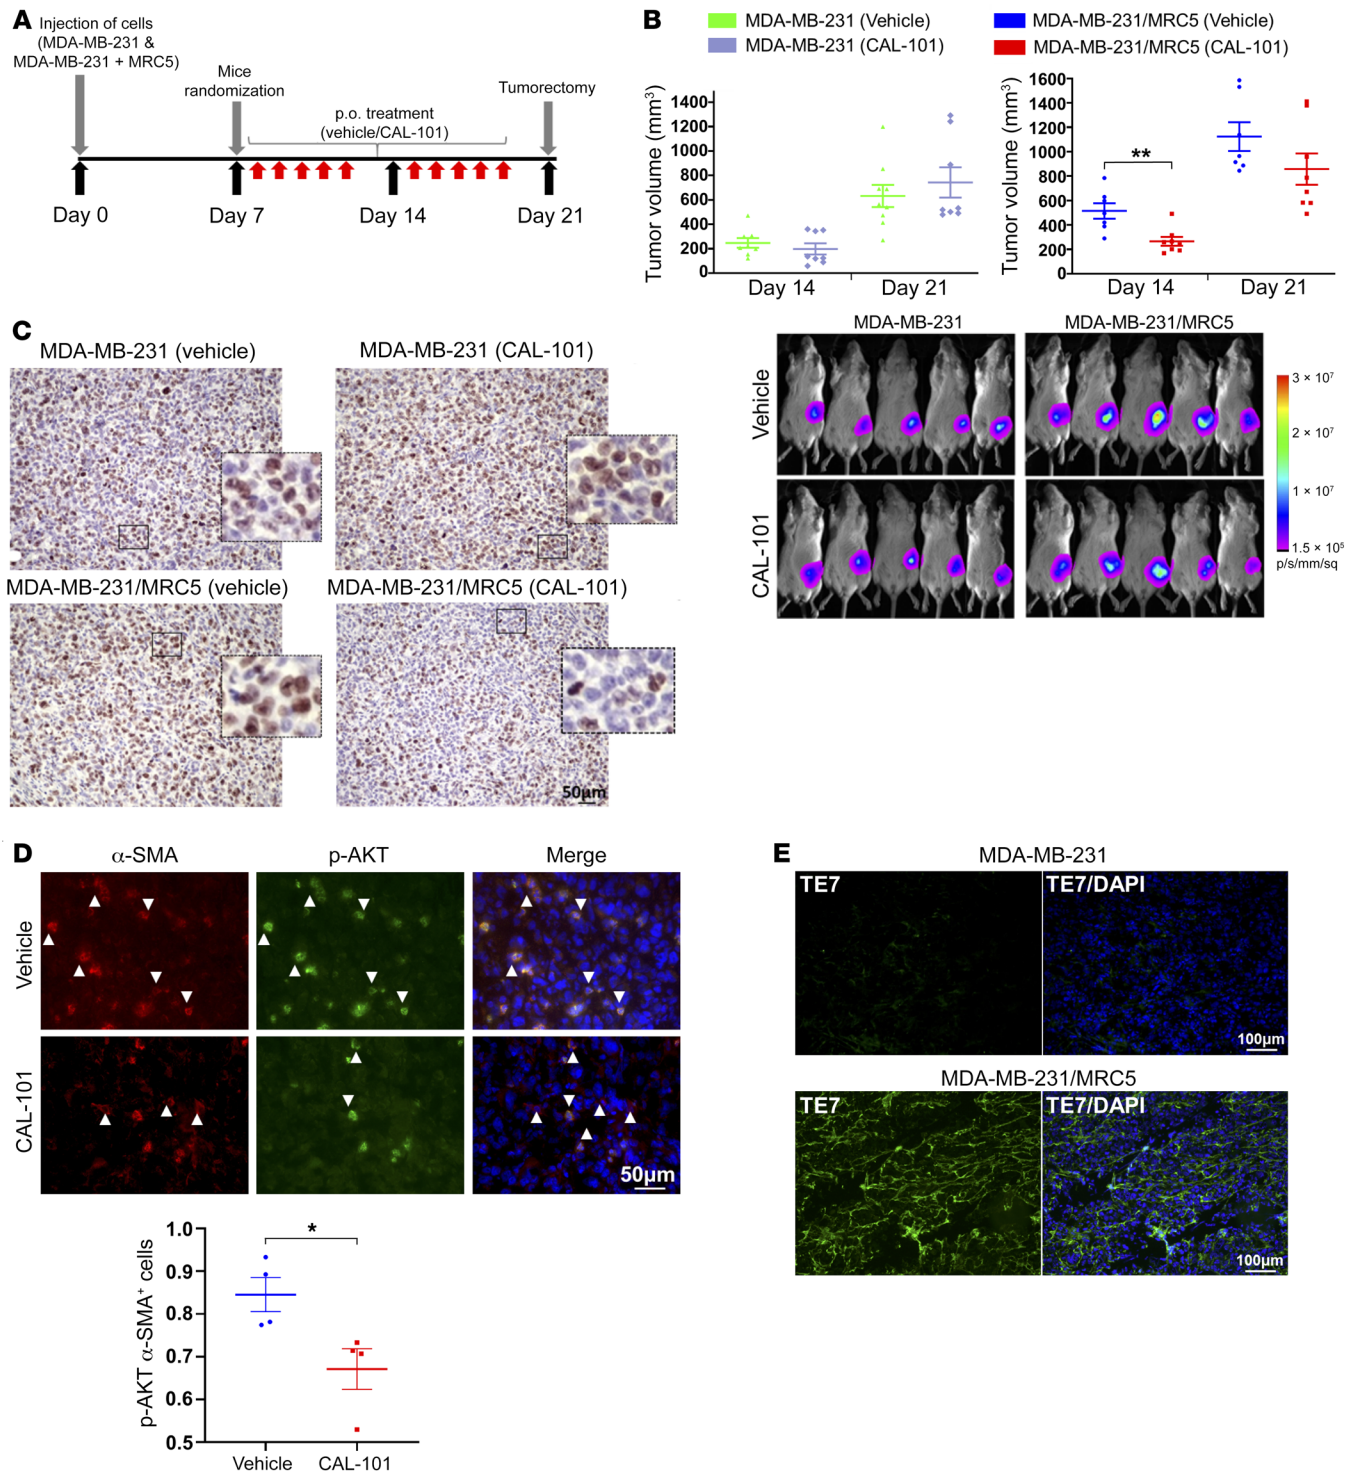 A
Injection of cells
(MDA-MB-231 &
MDA-MB-231 + MRC5)
Mice
randomization
p.o. treatment
(vehicle/CAL-101)
Tumorectomy
Day 0
Day 7
Day 14
Day 21
B
MDA-MB-231 (Vehicle)
MDA-MB-231 (CAL-101)
MDA-MB-231/MRC5 (Vehicle)
MDA-MB-231/MRC5 (CAL-101)
Tumor volume (mm³)
1400
1200
1000
800
600
400
200
0
Day 14
Day 21
Tumor volume (mm³)
1600
1400
1200
1000
800
600
400
200
0
**
Day 14
Day 21
MDA-MB-231
MDA-MB-231/MRC5
Vehicle
CAL-101
3 × 10⁷
2 × 10⁷
1 × 10⁷
1.5 × 10⁵
p/s/mm/sq
C
MDA-MB-231 (vehicle)
MDA-MB-231 (CAL-101)
MDA-MB-231/MRC5 (vehicle)
MDA-MB-231/MRC5 (CAL-101)
50µm
D
α-SMA
p-AKT
Merge
Vehicle
CAL-101
50µm
p-AKT α-SMA⁺ cells
1.0
0.9
0.8
0.7
0.6
0.5
*
Vehicle
CAL-101
E
MDA-MB-231
TE7
TE7/DAPI
100µm
MDA-MB-231/MRC5
TE7
TE7/DAPI
100µm